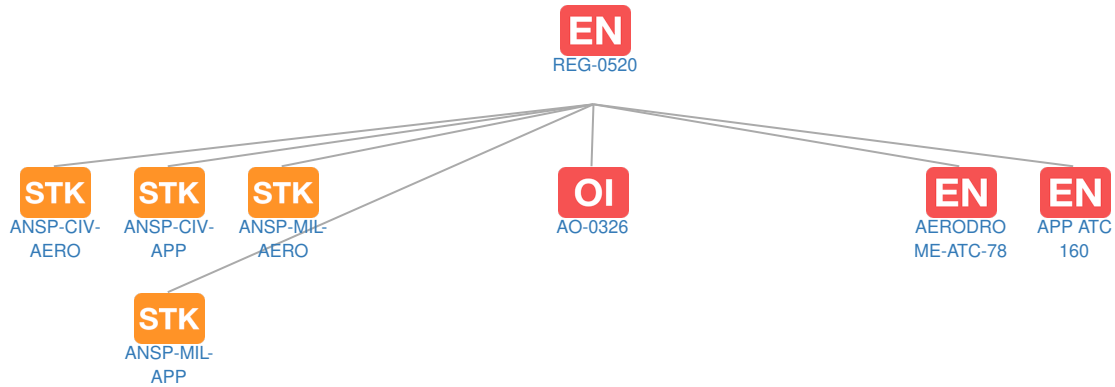 EN
REG-0520
STK
ANSP-CIV-
AERO
STK
ANSP-CIV-
APP
STK
ANSP-MIL-
AERO
OI
AO-0326
EN
AERODRO
ME-ATC-78
EN
APP ATC
160
STK
ANSP-MIL-
APP